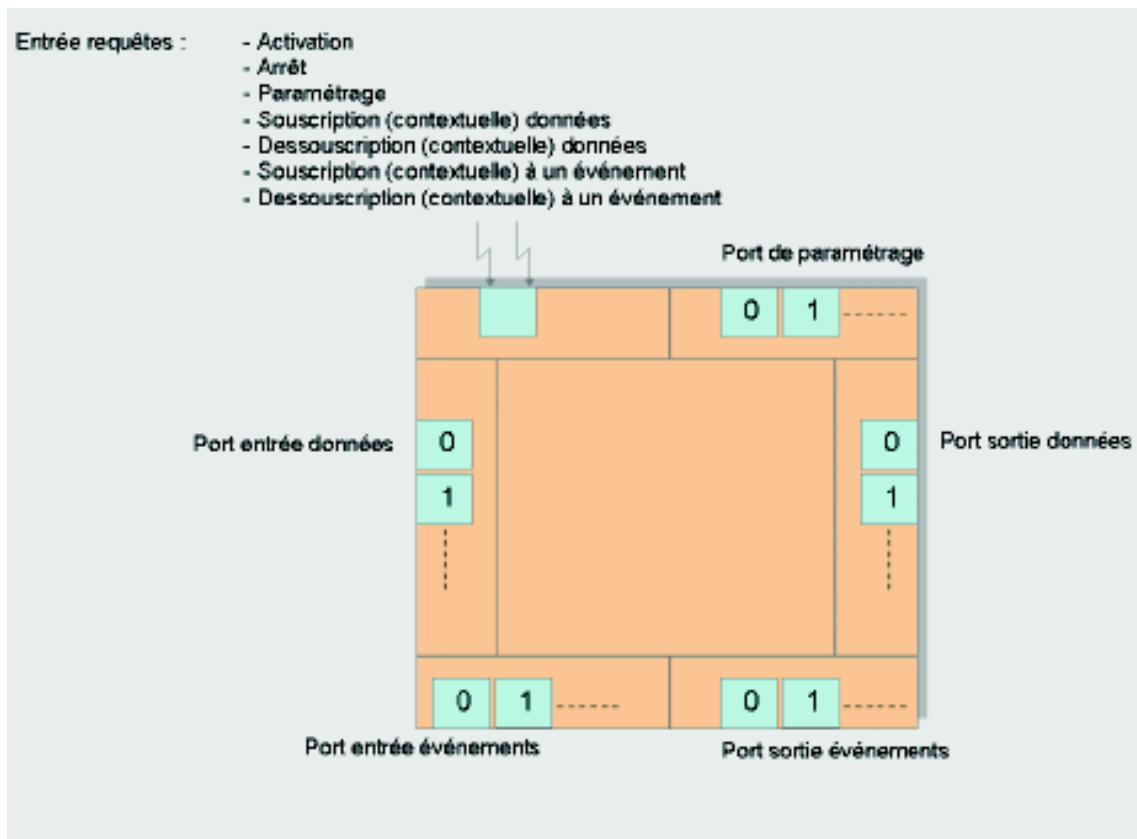 Entrée requêtes : - Activation
- Arrêt
- Paramétrage
- Souscription (contextuelle) données
- Dessouscription (contextuelle) données
- Souscription (contextuelle) à un événement
- Dessouscription (contextuelle) à un événement
Port de paramétrage
0 1
Port entrée données
0
1
Port sortie données
0
1
0 1
0 1
Port entrée événements
Port sortie événements